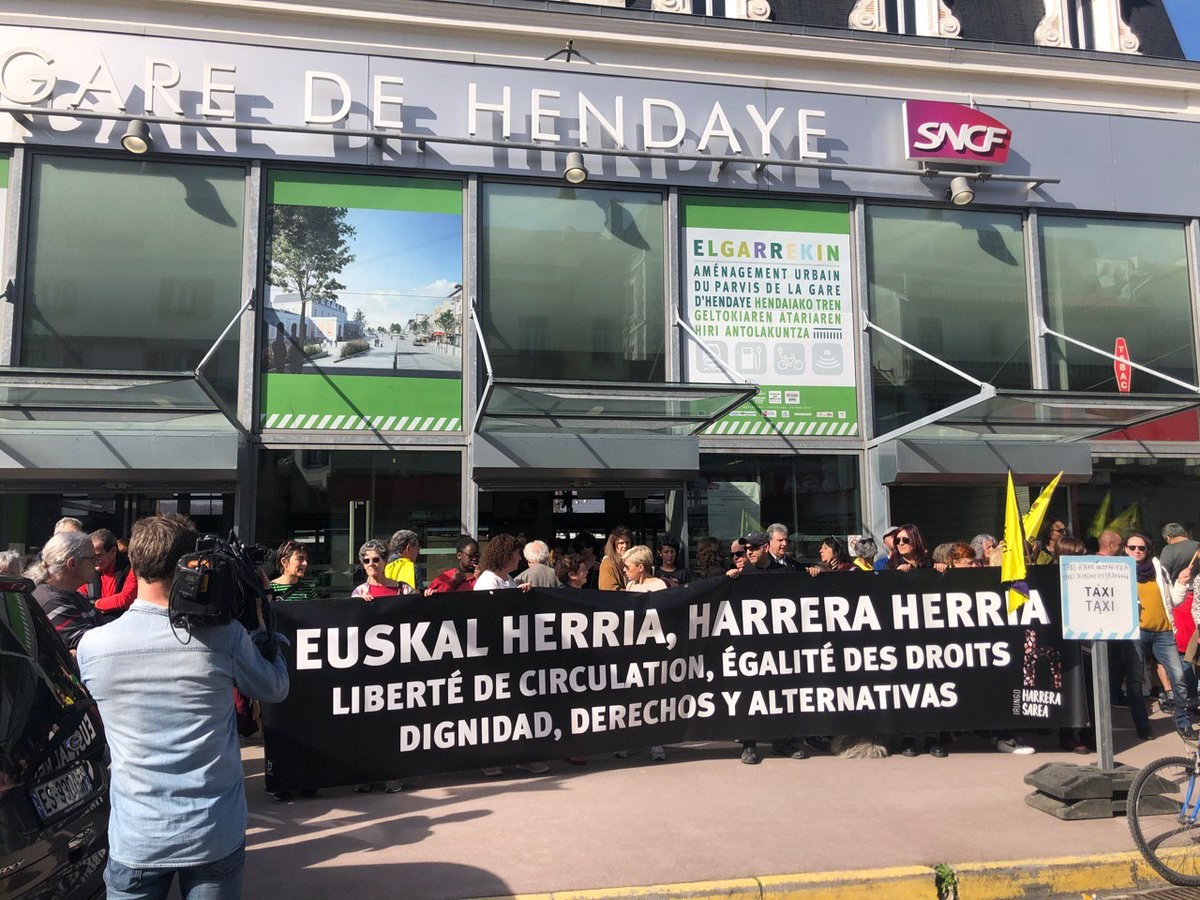 GARE DE HENDAYE
SNCF
ELGARREKIN
AMÉNAGEMENT URBAIN
DU PARVIS DE LA GARE
D'HENDAYE HENDAIAKO TREN
GELTOKIAREN ATARIAREN
HIRI ANTOLAKUNTZA
TABAC
EUSKAL HERRIA, HARRERA HERRIA
LIBERTÉ DE CIRCULATION, ÉGALITÉ DES DROITS
DIGNIDAD, DERECHOS Y ALTERNATIVAS
IRUNGO
HARRERA
SAREA
TAXI
TAXI